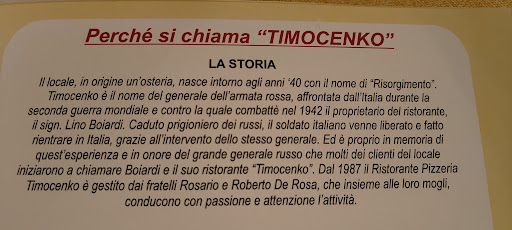 Perché si chiama “TIMOCENKO”
LA STORIA
Il locale, in origine un’osteria, nasce intorno agli anni ‘40 con il nome di “Risorgimento”.
Timocenko è il nome del generale dell’armata rossa, affrontata dall’Italia durante la
seconda guerra mondiale e contro la quale combatté nel 1942 il proprietario del ristorante,
il sign. Lino Boiardi. Caduto prigioniero dei russi, il soldato italiano venne liberato e fatto
rientrare in Italia, grazie all’intervento dello stesso generale. Ed è proprio in memoria di
quest’esperienza e in onore del grande generale russo che molti dei clienti del locale
iniziarono a chiamare Boiardi e il suo ristorante “Timocenko”. Dal 1987 il Ristorante Pizzeria
Timocenko è gestito dai fratelli Rosario e Roberto De Rosa, che insieme alle loro mogli,
conducono con passione e attenzione l’attività.